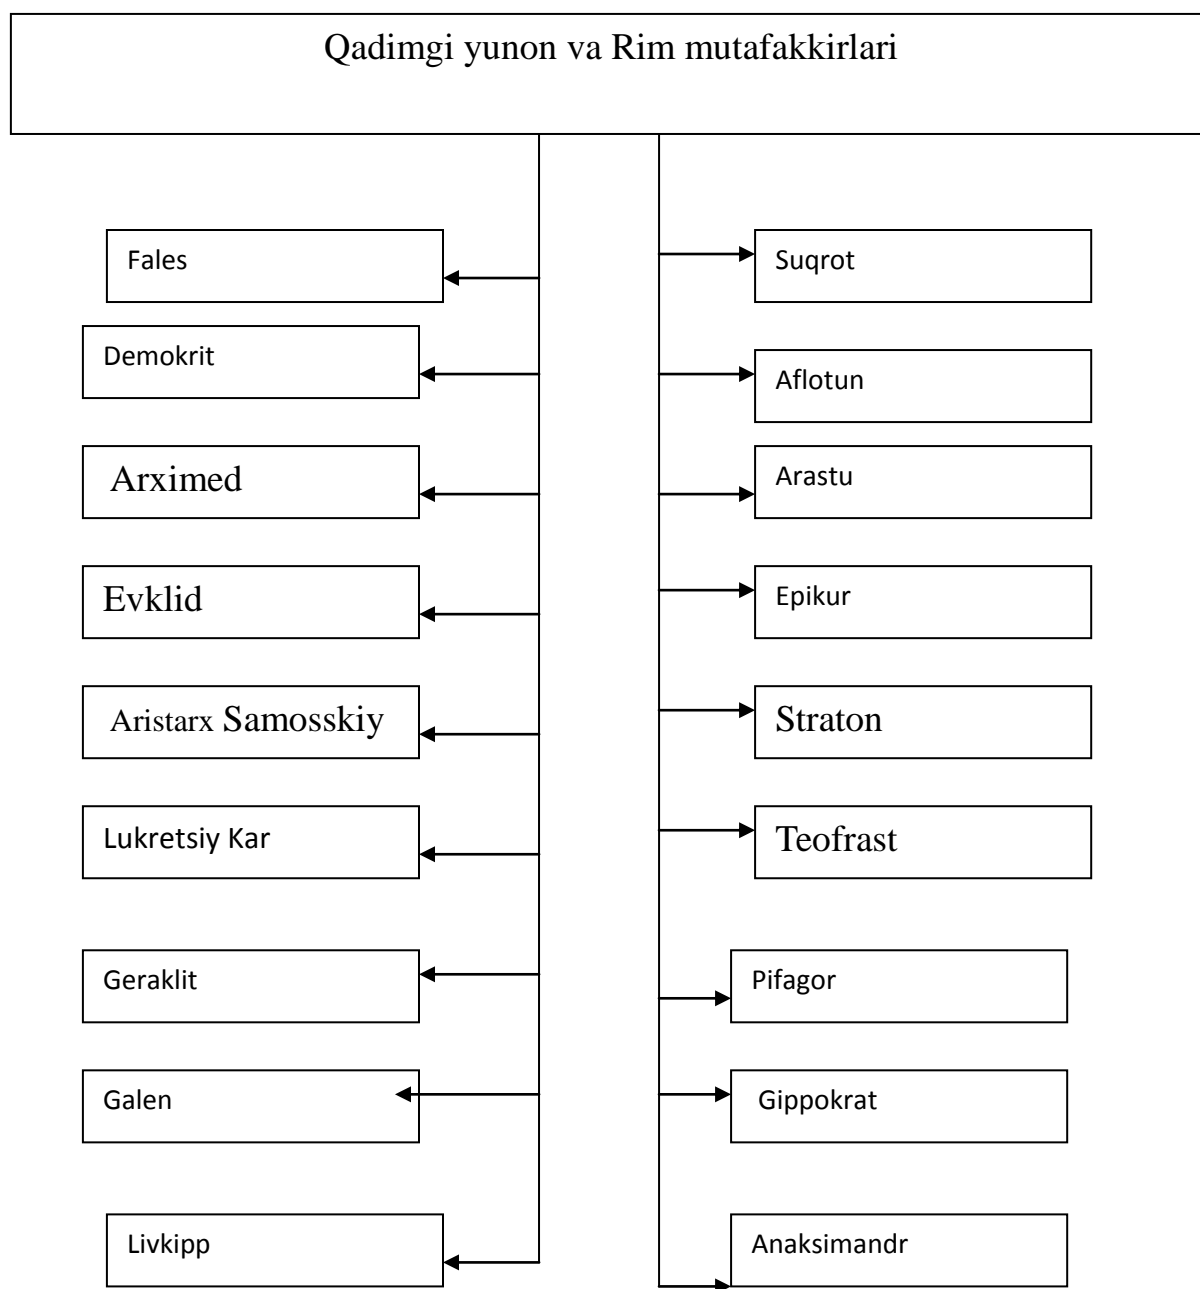 Qadimgi yunon va Rim mutafakkirlari
Fales
Demokrit
Arximed
Evklid
Aristarx Samosskiy
Lukretsiy Kar
Geraklit
Galen
Livkipp
Suqrot
Aflotun
Arastu
Epikur
Straton
Teofrast
Pifagor
Gippokrat
Anaksimandr